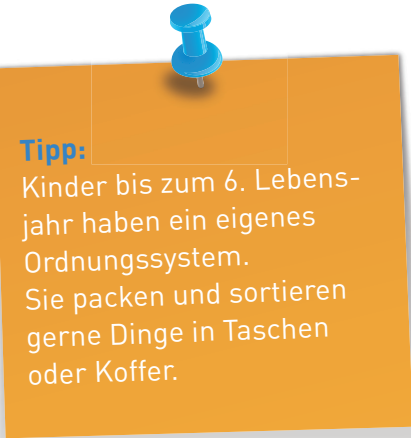 Tipp:
Kinder bis zum 6. Lebens-
jahr haben ein eigenes
Ordnungssystem.
Sie packen und sortieren
gerne Dinge in Taschen
oder Koffer.